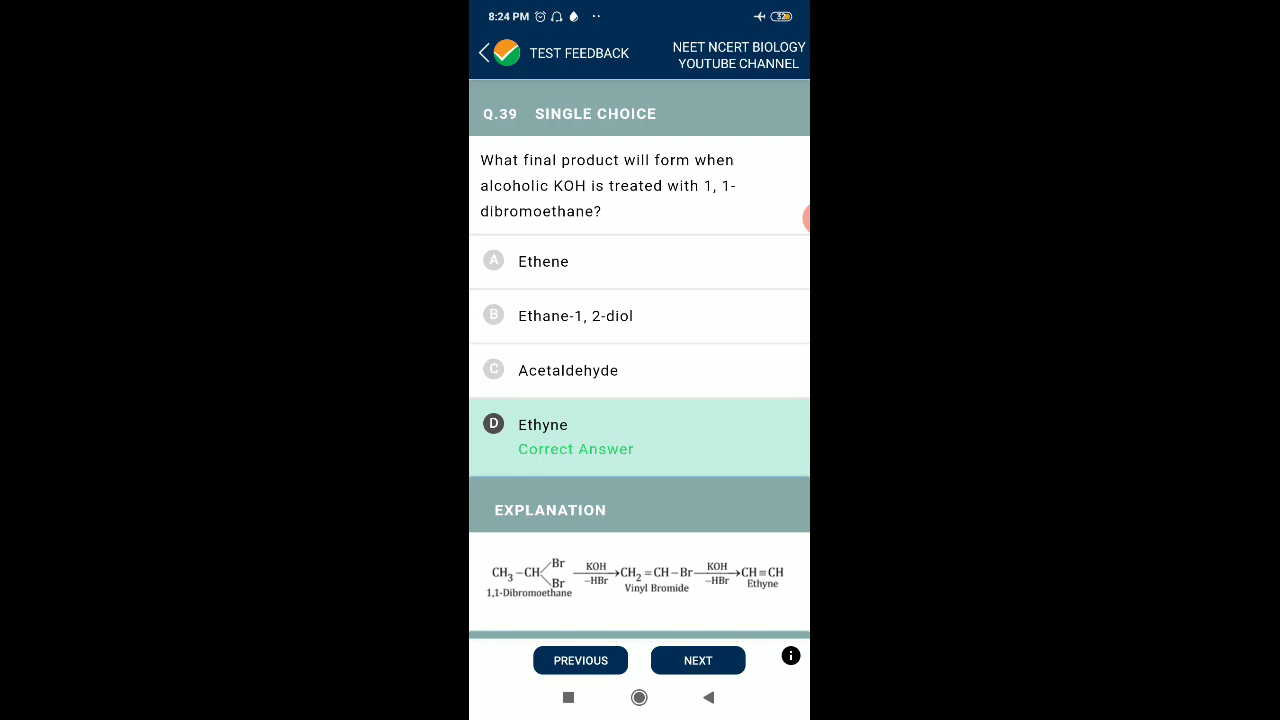 8:24 PM
32
TEST FEEDBACK
NEET NCERT BIOLOGY
YOUTUBE CHANNEL
Q.39 SINGLE CHOICE
What final product will form when
alcoholic KOH is treated with 1, 1-
dibromoethane?
A Ethene
B Ethane-1, 2-diol
C Acetaldehyde
D Ethyne
Correct Answer
EXPLANATION
CH₃–CH Br Br KOH –HBr CH₂=CH–Br KOH –HBr CH≡CH
1,1-Dibromoethane Vinyl Bromide Ethyne
PREVIOUS NEXT i